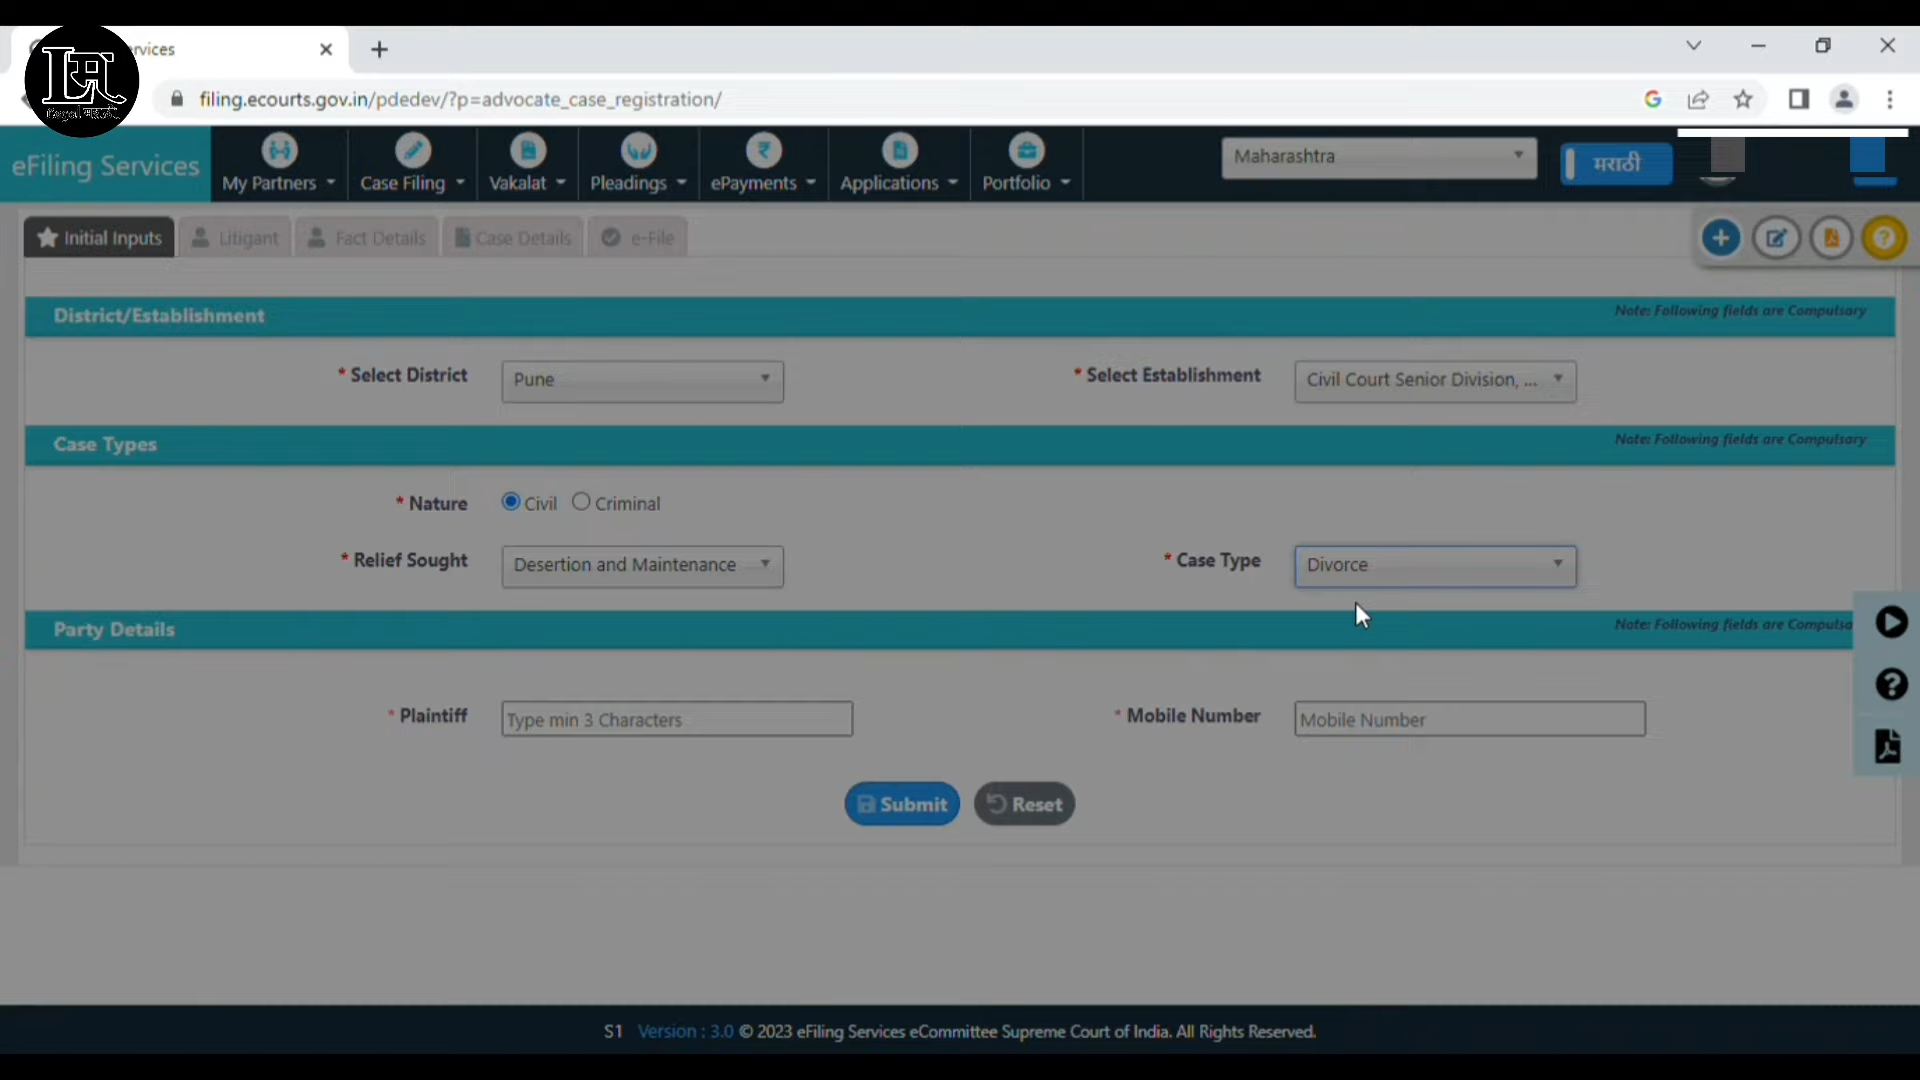 rvices
filing.ecourts.gov.in/pdedev/?p=advocate_case_registration/
eFiling Services
My Partners
Case Filing
Vakalat
Pleadings
ePayments
Applications
Portfolio
Maharashtra
मराठी
Initial Inputs
Litigant
Fact Details
Case Details
e-File
District/Establishment
Note: Following fields are Compulsory
* Select District
Pune
* Select Establishment
Civil Court Senior Division, ...
Case Types
Note: Following fields are Compulsory
* Nature
Civil
Criminal
* Relief Sought
Desertion and Maintenance
* Case Type
Divorce
Party Details
Note: Following fields are Compulso
* Plaintiff
Type min 3 Characters
* Mobile Number
Mobile Number
Submit
Reset
S1 Version : 3.0 © 2023 eFiling Services eCommittee Supreme Court of India. All Rights Reserved.